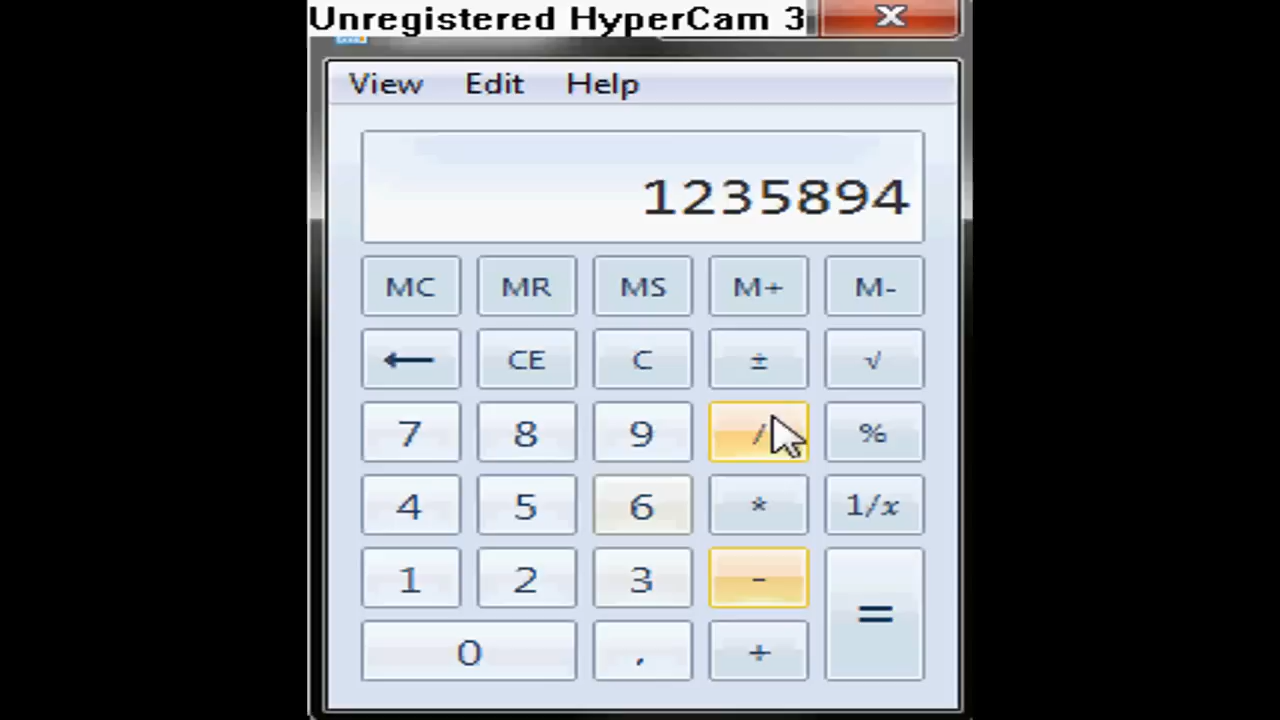 Unregistered HyperCam 3
View Edit Help
1235894
MC MR MS M+ M-
← CE C ± √
7 8 9 / %
4 5 6 * 1/x
1 2 3 - =
0 , +